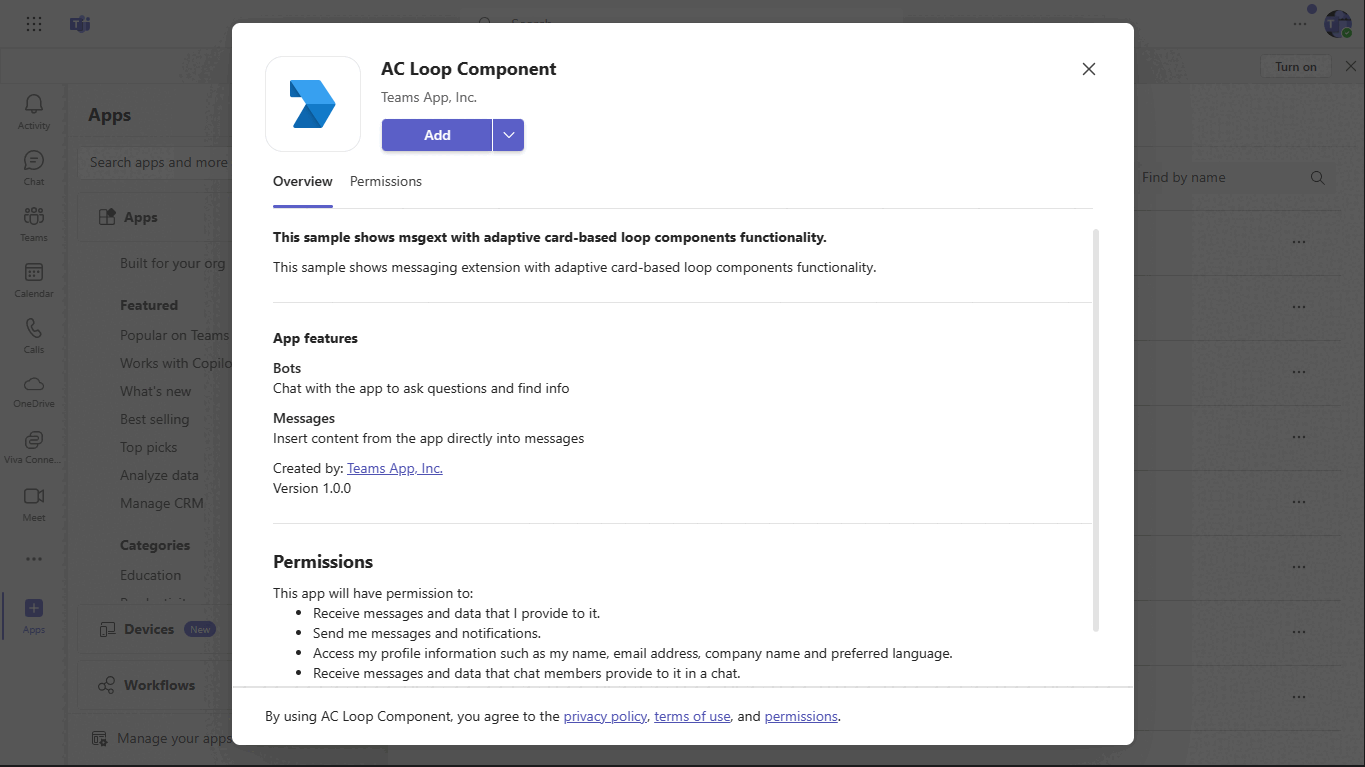 Search
Turn on
Activity
Chat
Teams
Calendar
Calls
OneDrive
Viva Conne...
Meet
Apps
Apps
Search apps and more
Apps
Built for your org
Featured
Popular on Teams
Works with Copilo
What's new
Best selling
Top picks
Analyze data
Manage CRM
Categories
Education
Devices New
Workflows
Manage your apps
AC Loop Component
Teams App, Inc.
Add
Overview Permissions
This sample shows msgext with adaptive card-based loop components functionality.
This sample shows messaging extension with adaptive card-based loop components functionality.
App features
Bots
Chat with the app to ask questions and find info
Messages
Insert content from the app directly into messages
Created by: Teams App, Inc.
Version 1.0.0
Permissions
This app will have permission to:
• Receive messages and data that I provide to it.
• Send me messages and notifications.
• Access my profile information such as my name, email address, company name and preferred language.
• Receive messages and data that chat members provide to it in a chat.
By using AC Loop Component, you agree to the privacy policy, terms of use, and permissions.
Find by name